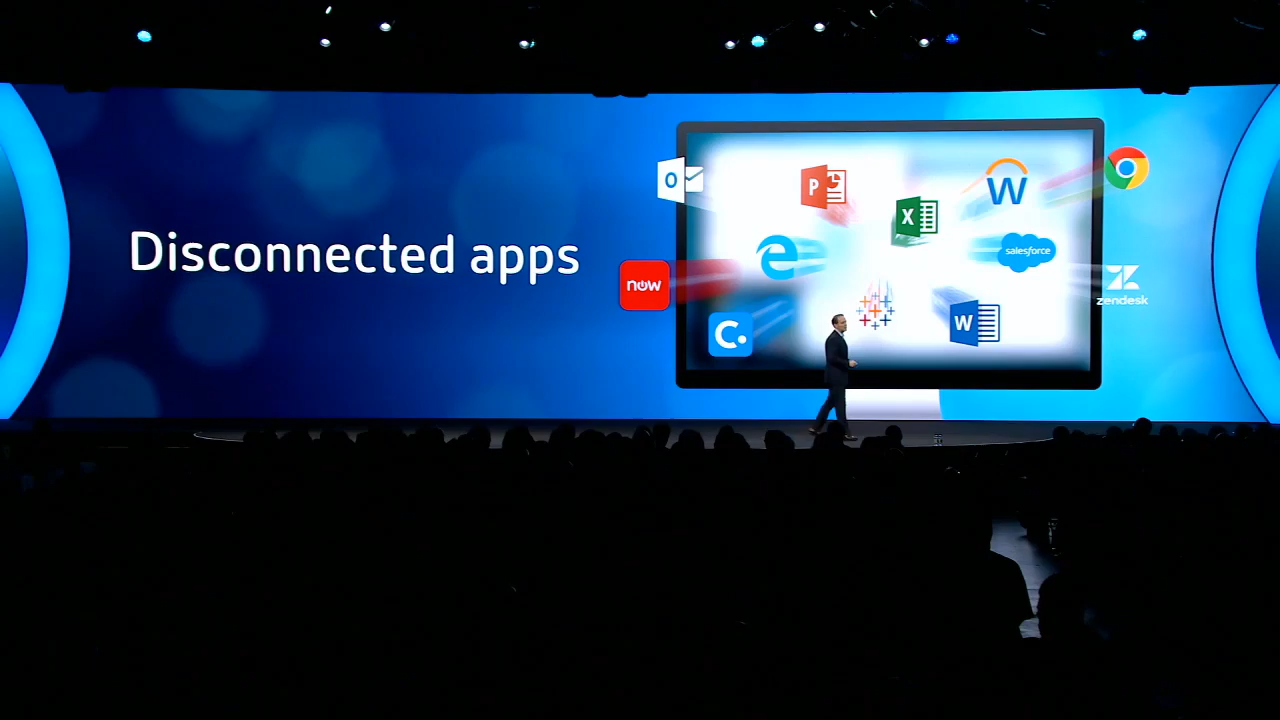 Disconnected apps
O
P
X
W
now
salesforce
zendesk
C.
W